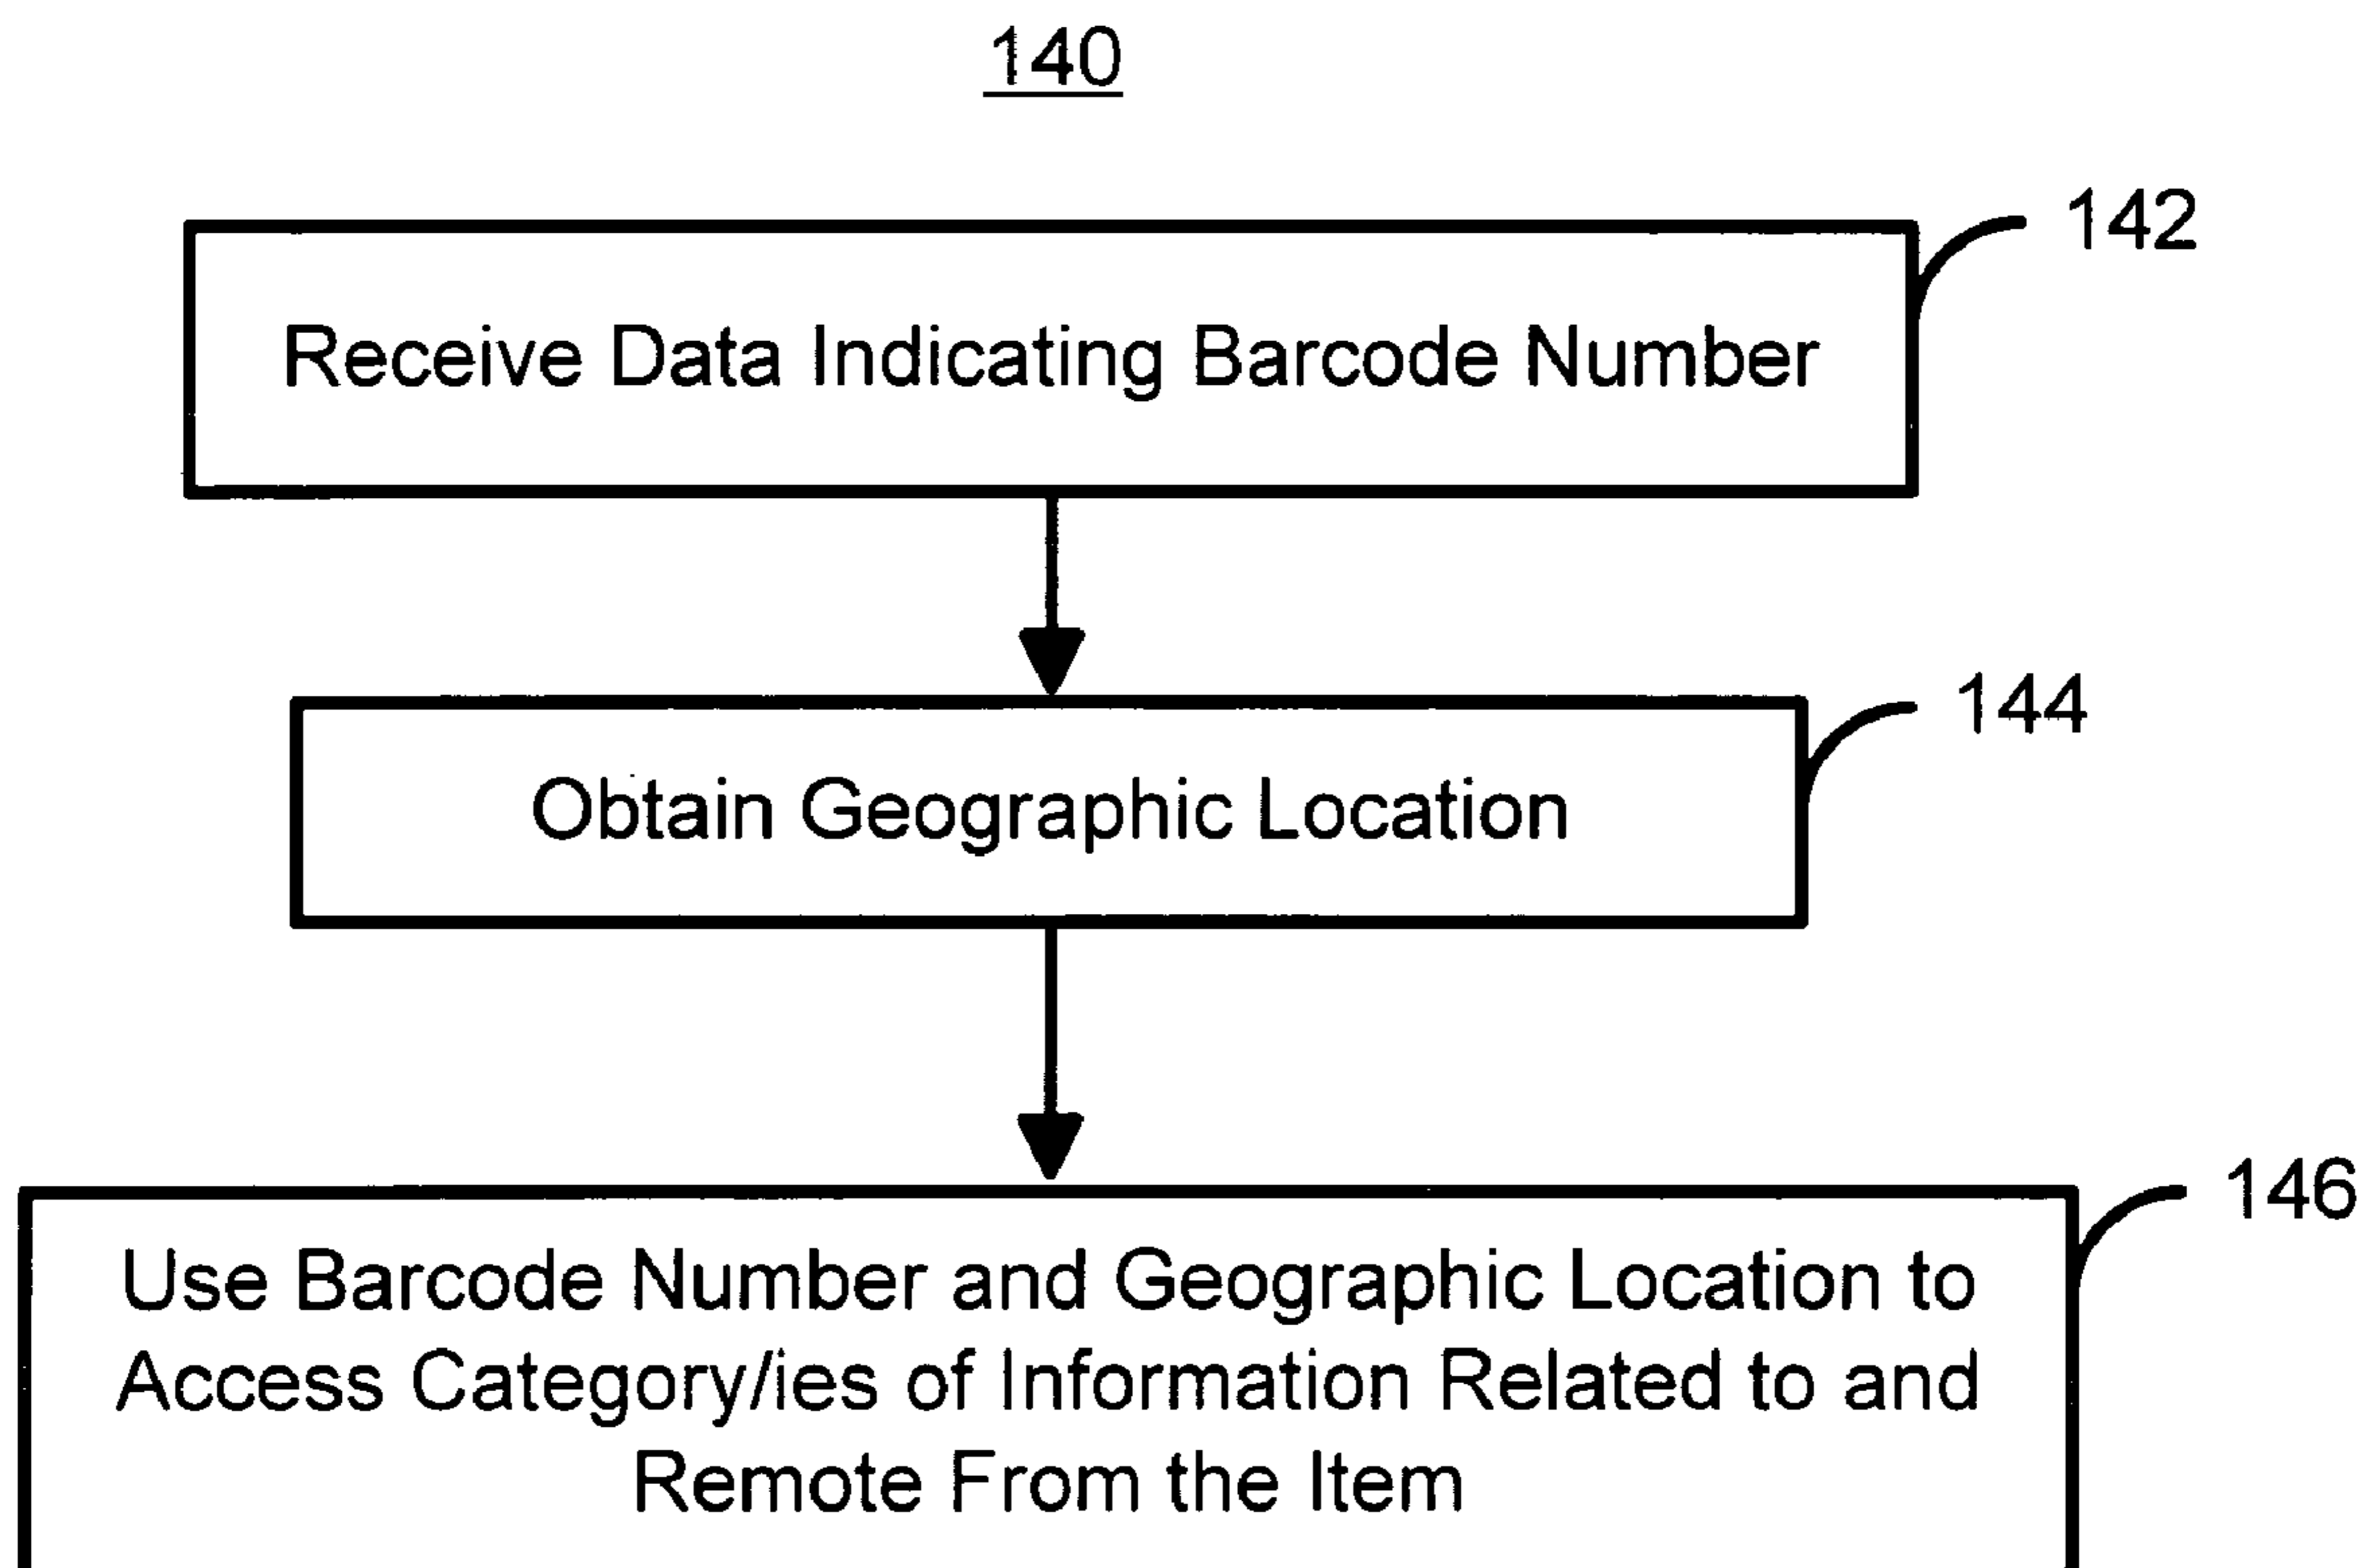 140
142
Receive Data Indicating Barcode Number
144
Obtain Geographic Location
146
Use Barcode Number and Geographic Location to
Access Category/ies of Information Related to and
Remote From the Item